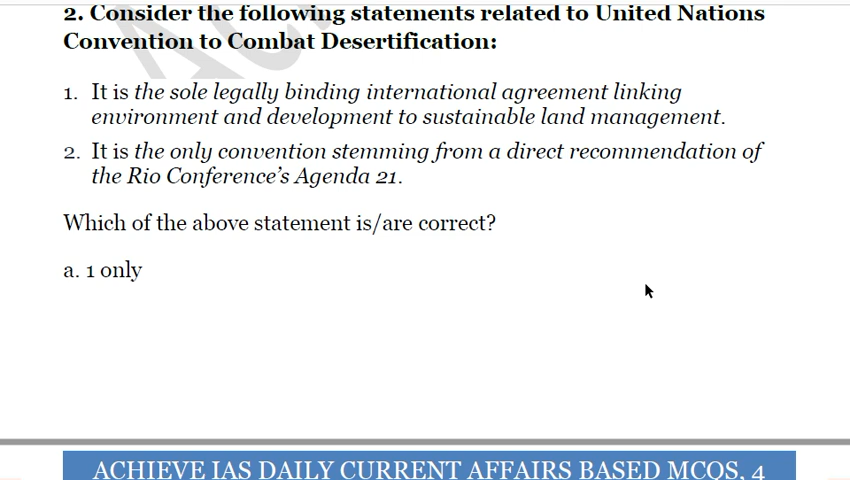 2. Consider the following statements related to United Nations
Convention to Combat Desertification:
1. It is the sole legally binding international agreement linking
environment and development to sustainable land management.
2. It is the only convention stemming from a direct recommendation of
the Rio Conference's Agenda 21.
Which of the above statement is/are correct?
a. 1 only
ACHIEVE IAS DAILY CURRENT AFFAIRS BASED MCQS, 4